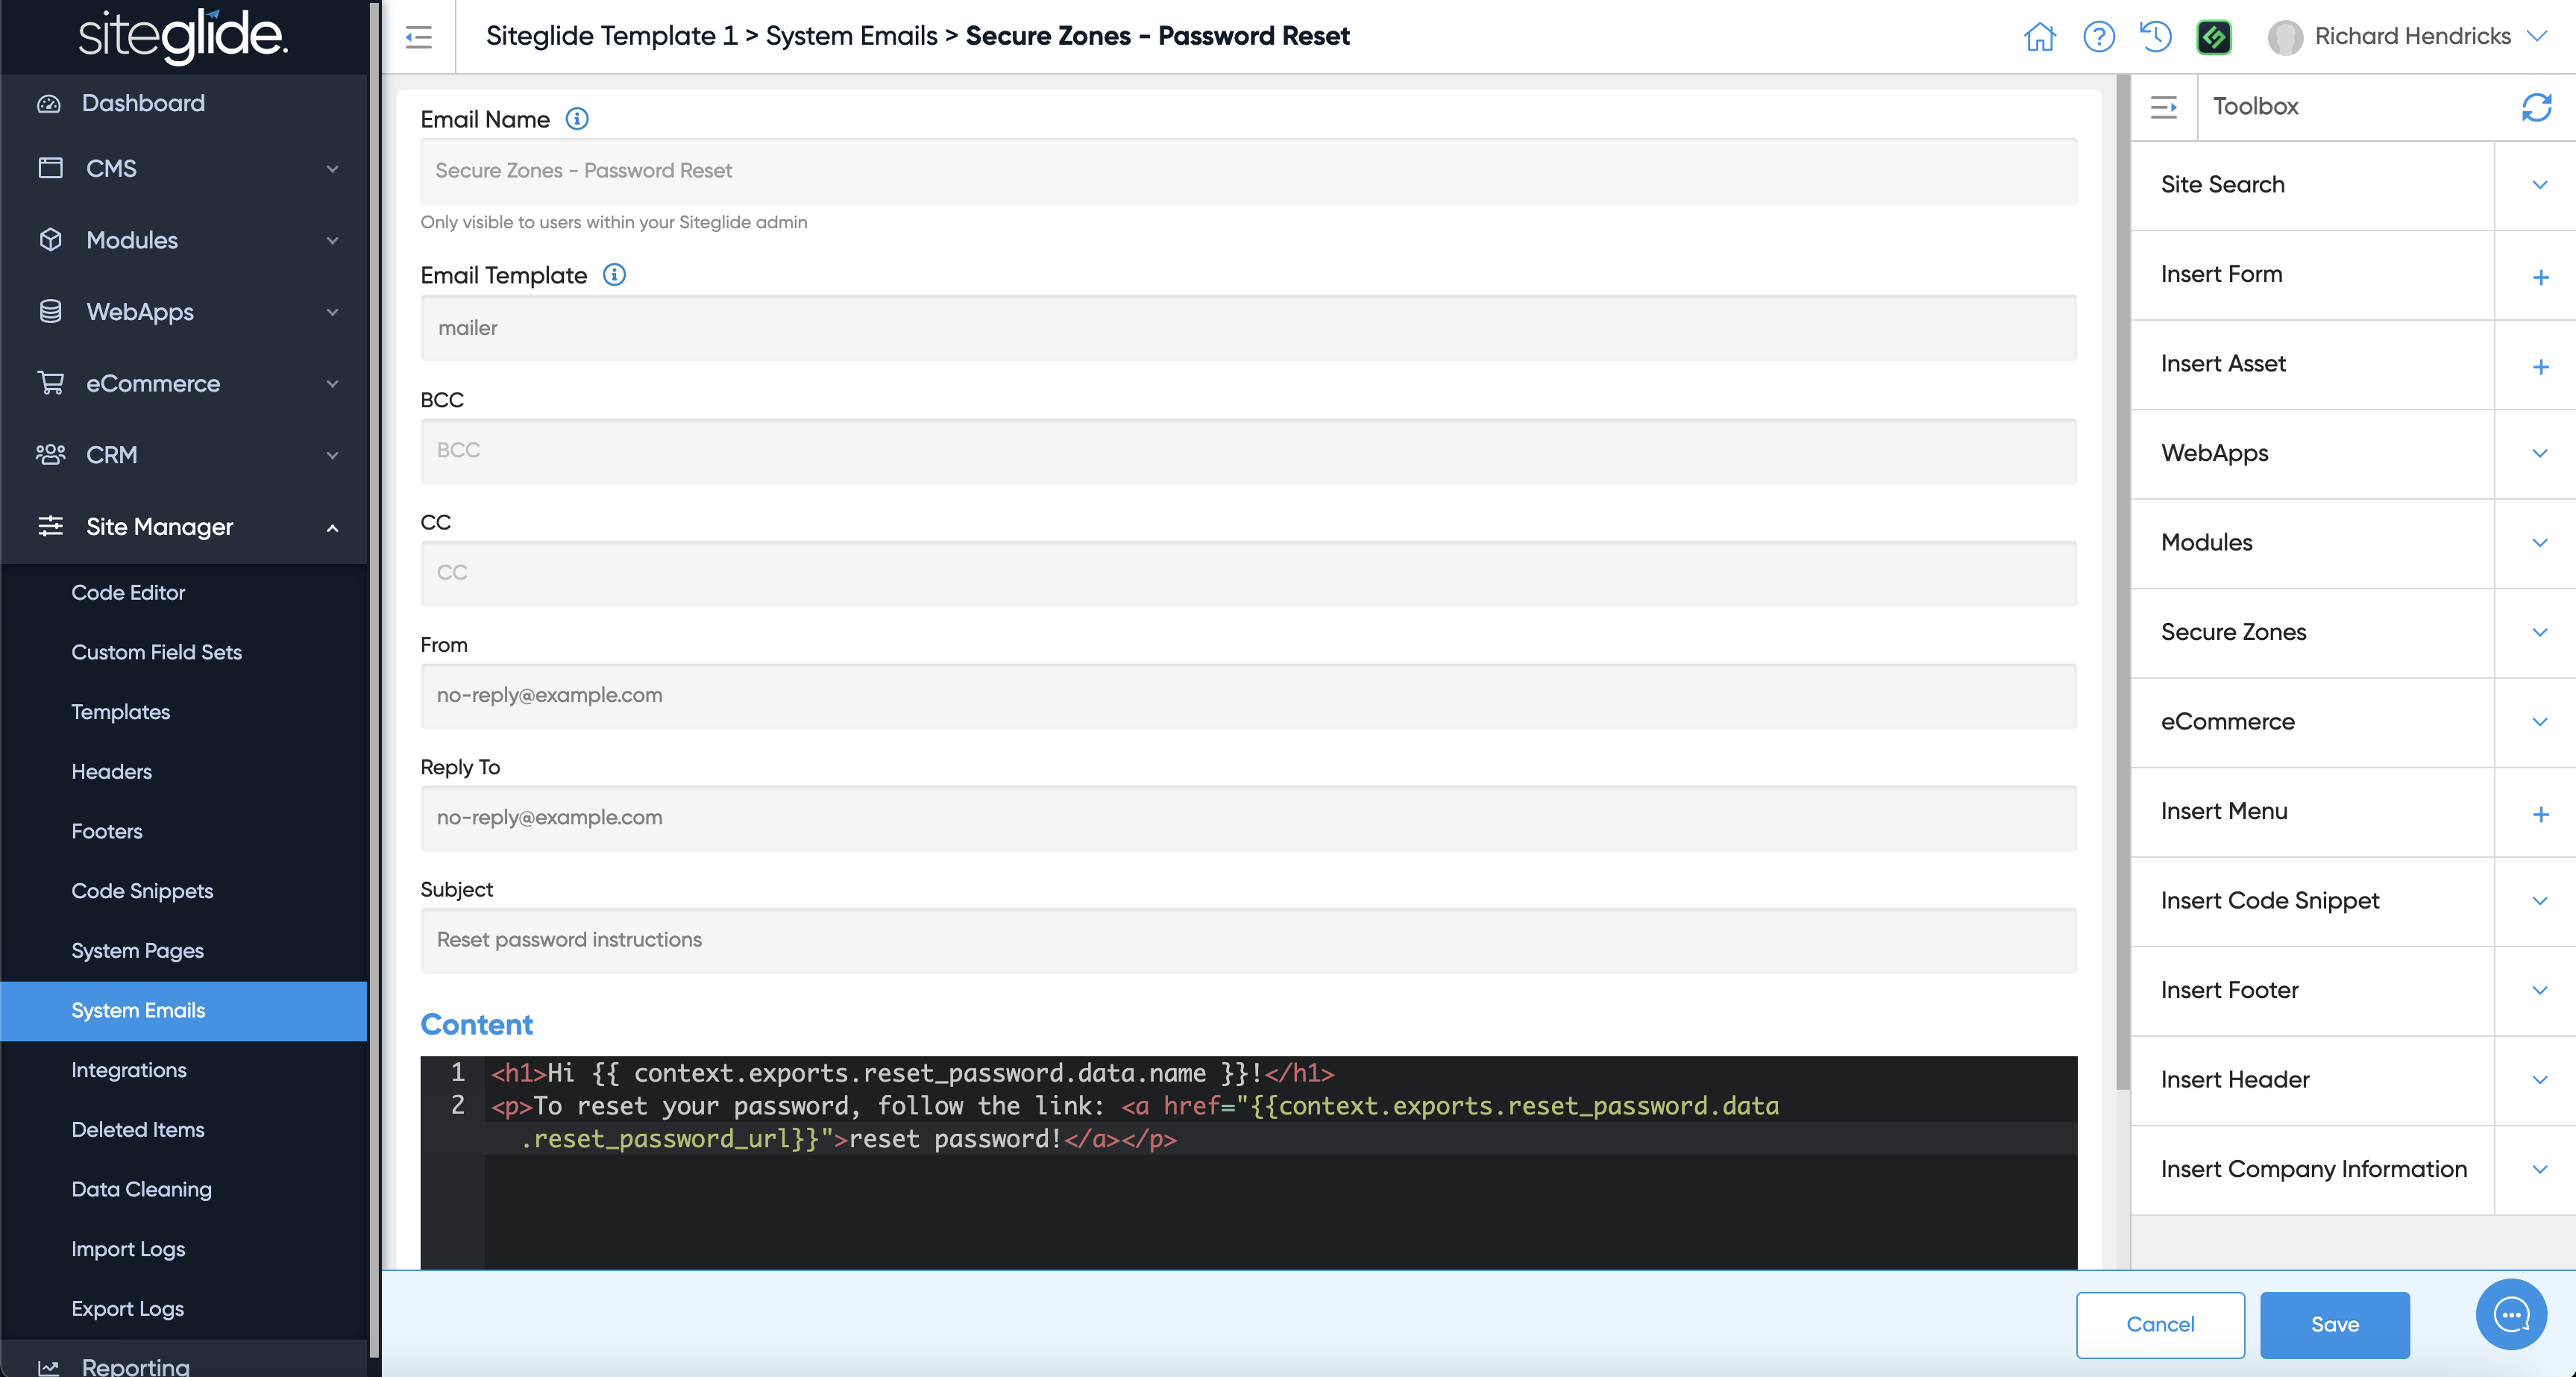 siteglide.
Dashboard
CMS
Modules
WebApps
eCommerce
CRM
Site Manager
Code Editor
Custom Field Sets
Templates
Headers
Footers
Code Snippets
System Pages
System Emails
Integrations
Deleted Items
Data Cleaning
Import Logs
Export Logs
Reporting
Siteglide Template 1 > System Emails > Secure Zones - Password Reset
Richard Hendricks
Email Name
Secure Zones - Password Reset
Only visible to users within your Siteglide admin
Email Template
mailer
BCC
BCC
CC
CC
From
no-reply@example.com
Reply To
no-reply@example.com
Subject
Reset password instructions
Content
1 <h1>Hi {{ context.exports.reset_password.data.name }}!</h1>
2 <p>To reset your password, follow the link: <a href="{{context.exports.reset_password.data
.reset_password_url}}">reset password!</a></p>
Toolbox
Site Search
Insert Form
Insert Asset
WebApps
Modules
Secure Zones
eCommerce
Insert Menu
Insert Code Snippet
Insert Footer
Insert Header
Insert Company Information
Cancel
Save